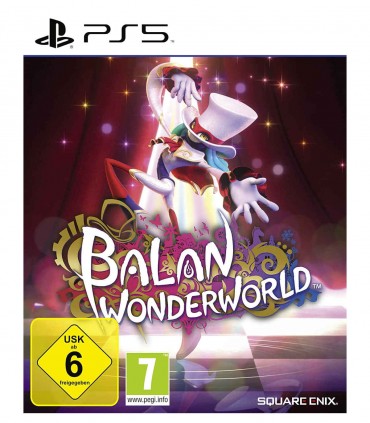 PS5
BALAN
WONDERWORLD™
USK
ab
6
freigegeben
7
www.pegi.info
SQUARE ENIX.